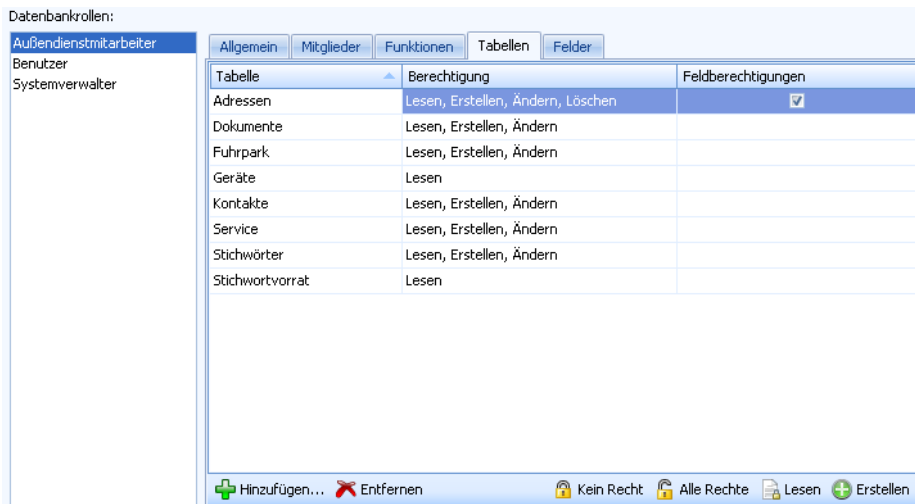 Datenbankrollen:
Außendienstmitarbeiter
Benutzer
Systemverwalter
Allgemein Mitglieder Funktionen Tabellen Felder
Tabelle Berechtigung Feldberechtigungen
Adressen Lesen, Erstellen, Ändern, Löschen
Dokumente Lesen, Erstellen, Ändern
Fuhrpark Lesen, Erstellen, Ändern
Geräte Lesen
Kontakte Lesen, Erstellen, Ändern
Service Lesen, Erstellen, Ändern
Stichwörter Lesen, Erstellen, Ändern
Stichwortvorrat Lesen
Hinzufügen... Entfernen Kein Recht Alle Rechte Lesen Erstellen